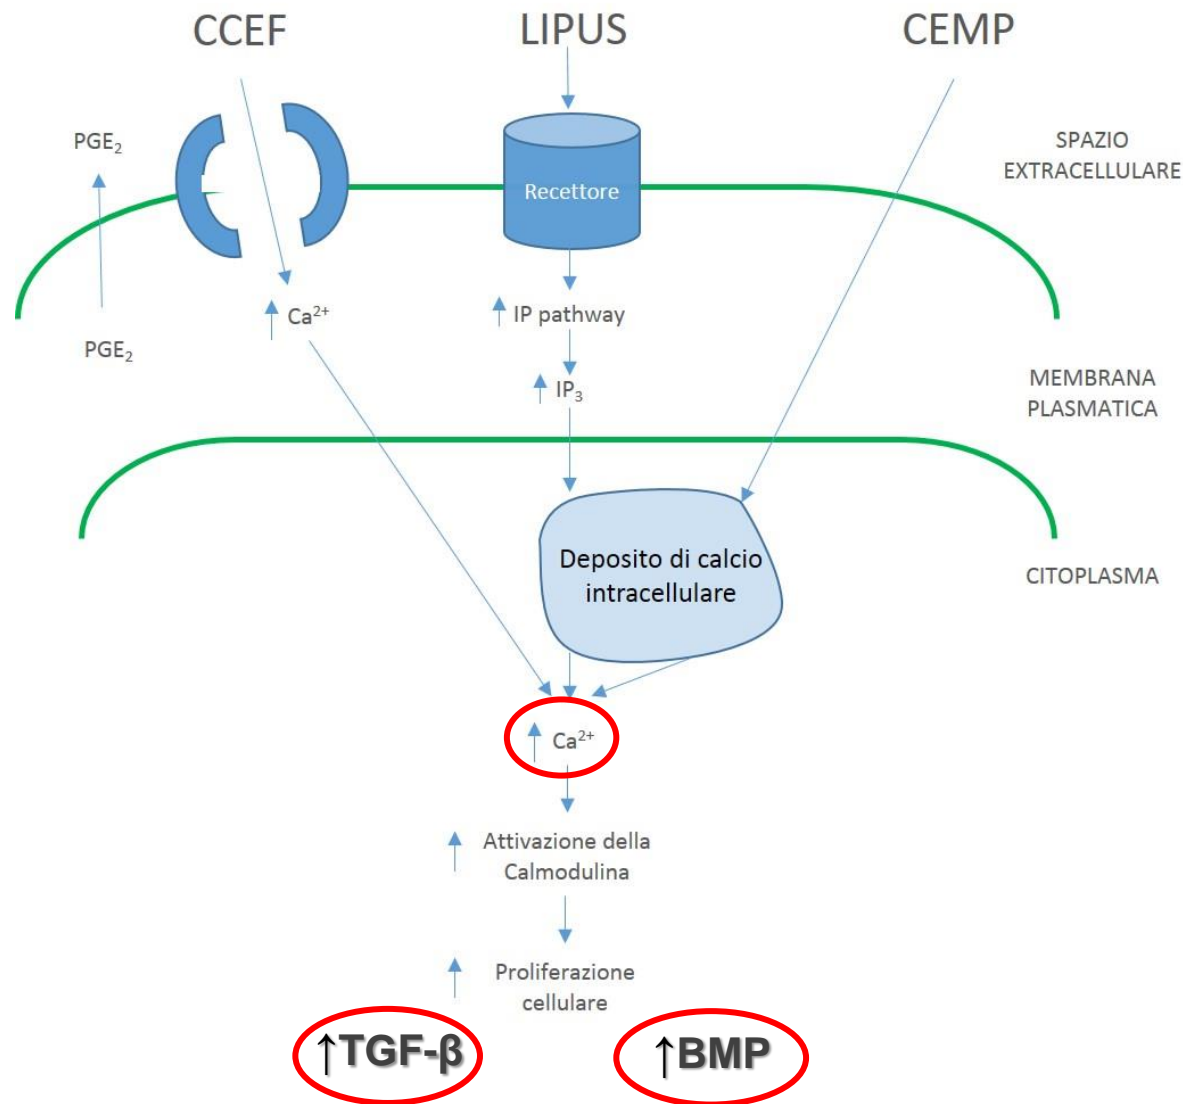 CCEF
LIPUS
CEMP
PGE₂
SPAZIO
EXTRACELLULARE
Recettore
↑ Ca²⁺
↑ IP pathway
PGE₂
↑ IP₃
MEMBRANA
PLASMATICA
Deposito di calcio
intracellulare
CITOPLASMA
↑ Ca²⁺
↑ Attivazione della
Calmodulina
↑ Proliferazione
cellulare
↑TGF-β
↑BMP